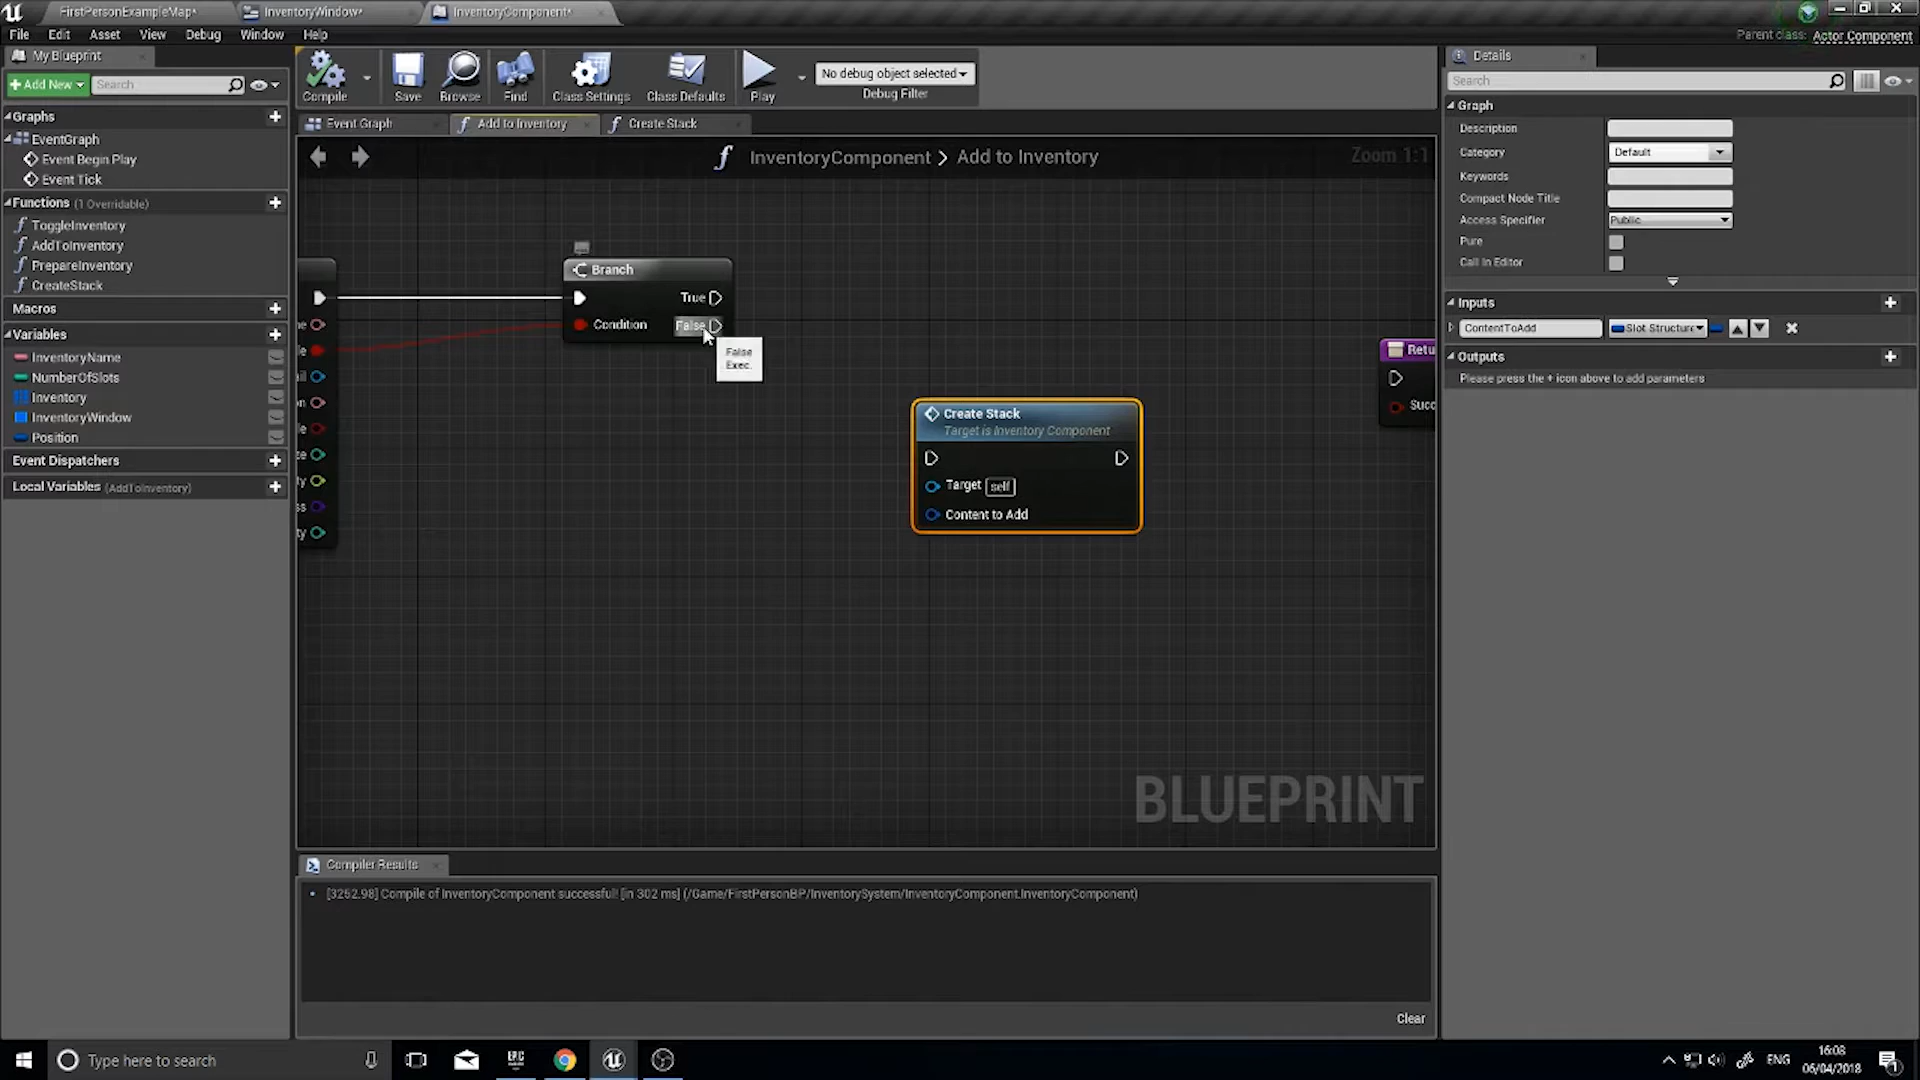 FirstPersonExampleMap*
InventoryWindow*
InventoryComponent*
File Edit Asset View Debug Window Help
Parent class: Actor Component
My Blueprint
Add New
Search
Graphs
EventGraph
Event Begin Play
Event Tick
Functions (1 Overridable)
ToggleInventory
AddToInventory
PrepareInventory
CreateStack
Macros
Variables
InventoryName
NumberOfSlots
Inventory
InventoryWindow
Position
Event Dispatchers
Local Variables (AddToInventory)
Compile
Save
Browse
Find
Class Settings
Class Defaults
Play
No debug object selected
Debug Filter
Event Graph
Add to Inventory
Create Stack
InventoryComponent > Add to Inventory
Zoom 1:1
Branch
True
Condition
False
False
Exec.
Create Stack
Target is Inventory Component
Target self
Content to Add
Retu
Succ
BLUEPRINT
Compiler Results
[3252.98] Compile of InventoryComponent successful! [in 302 ms] (/Game/FirstPersonBP/InventorySystem/InventoryComponent.InventoryComponent)
Clear
Details
Search
Graph
Description
Category Default
Keywords
Compact Node Title
Access Specifier Public
Pure
Call In Editor
Inputs
ContentToAdd Slot Structure
Outputs
Please press the + icon above to add parameters
Type here to search
ENG
16:08
06/04/2018